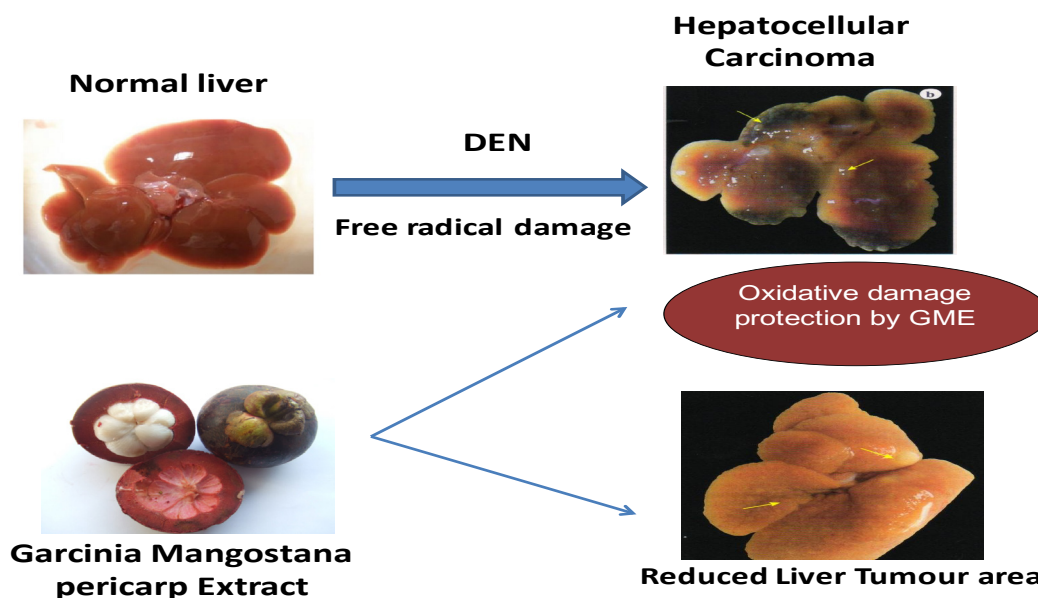 Normal liver
DEN
Free radical damage
Hepatocellular
Carcinoma
b
Oxidative damage
protection by GME
Garcinia Mangostana
pericarp Extract
Reduced Liver Tumour area